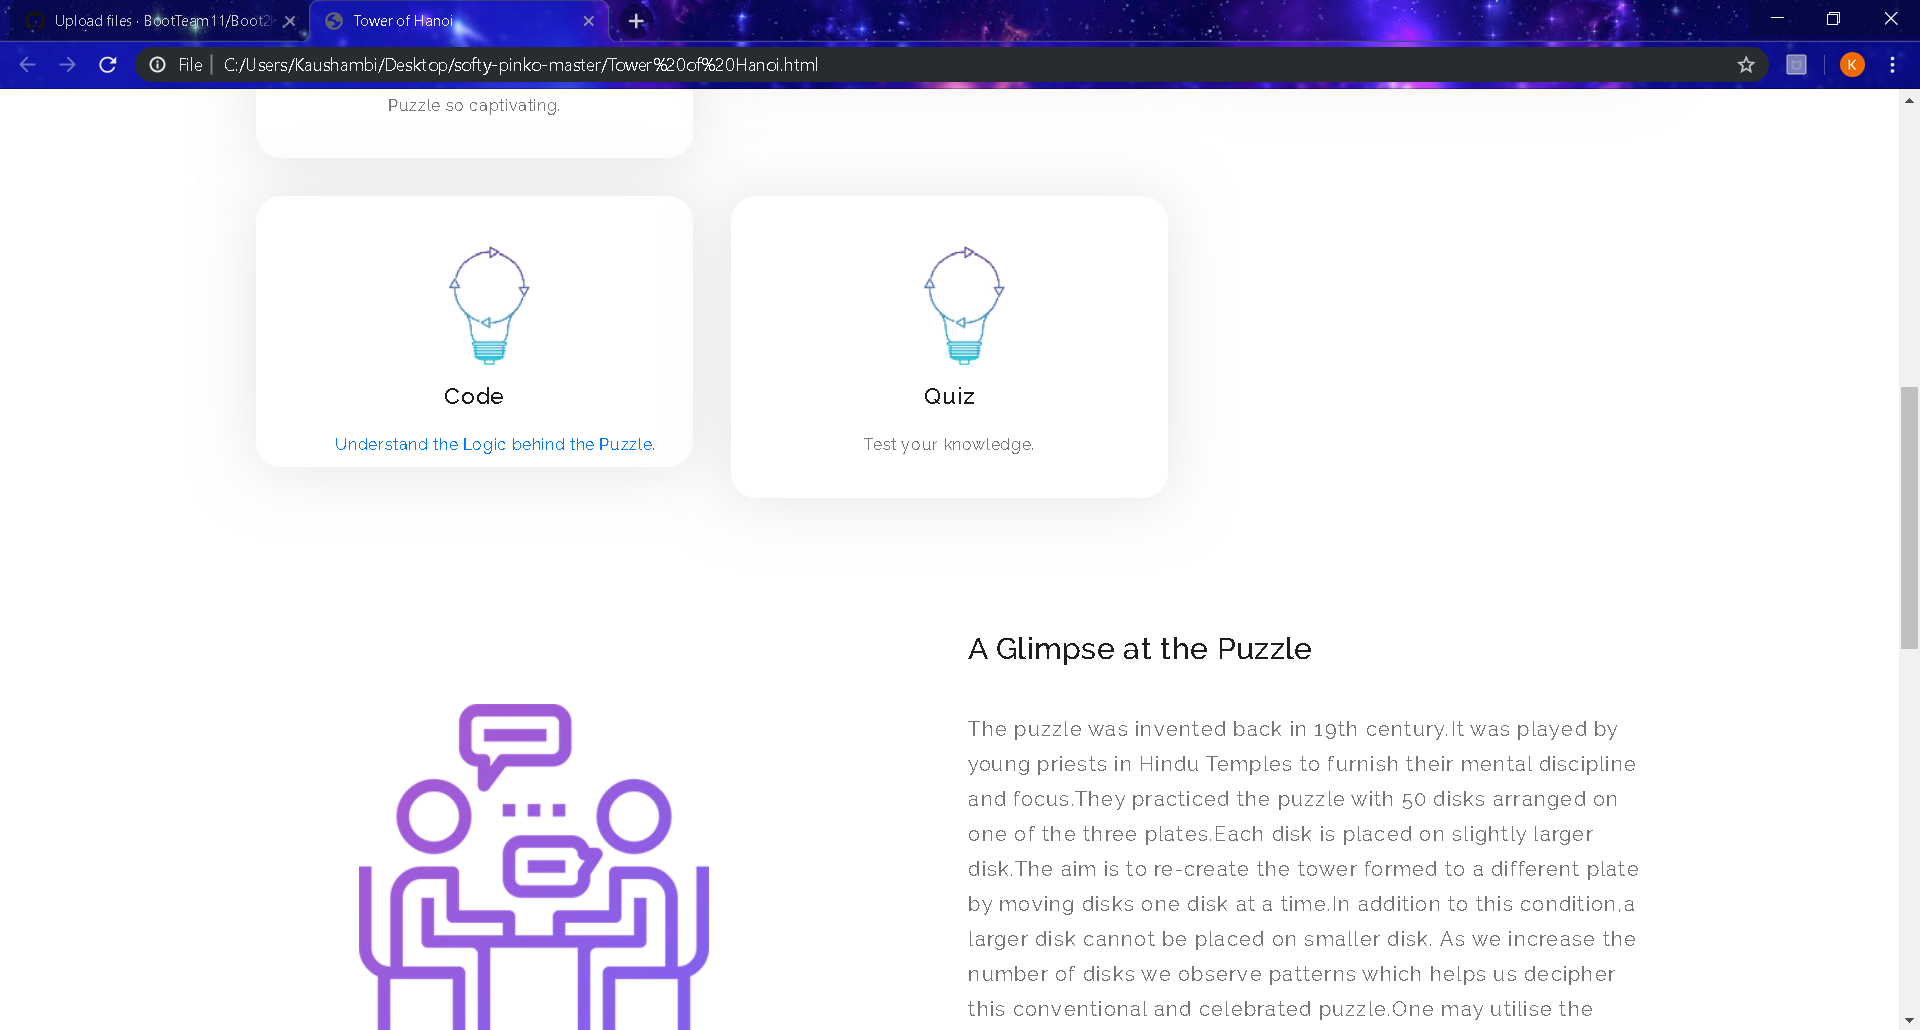 Upload files · BootTeam11/Boot2
Tower of Hanoi
File C:/Users/Kaushambi/Desktop/softy-pinko-master/Tower%20of%20Hanoi.html
K
Puzzle so captivating.
Code
Understand the Logic behind the Puzzle.
Quiz
Test your knowledge.
A Glimpse at the Puzzle
The puzzle was invented back in 19th century.It was played by
young priests in Hindu Temples to furnish their mental discipline
and focus.They practiced the puzzle with 50 disks arranged on
one of the three plates.Each disk is placed on slightly larger
disk.The aim is to re-create the tower formed to a different plate
by moving disks one disk at a time.In addition to this condition,a
larger disk cannot be placed on smaller disk. As we increase the
number of disks we observe patterns which helps us decipher
this conventional and celebrated puzzle.One may utilise the